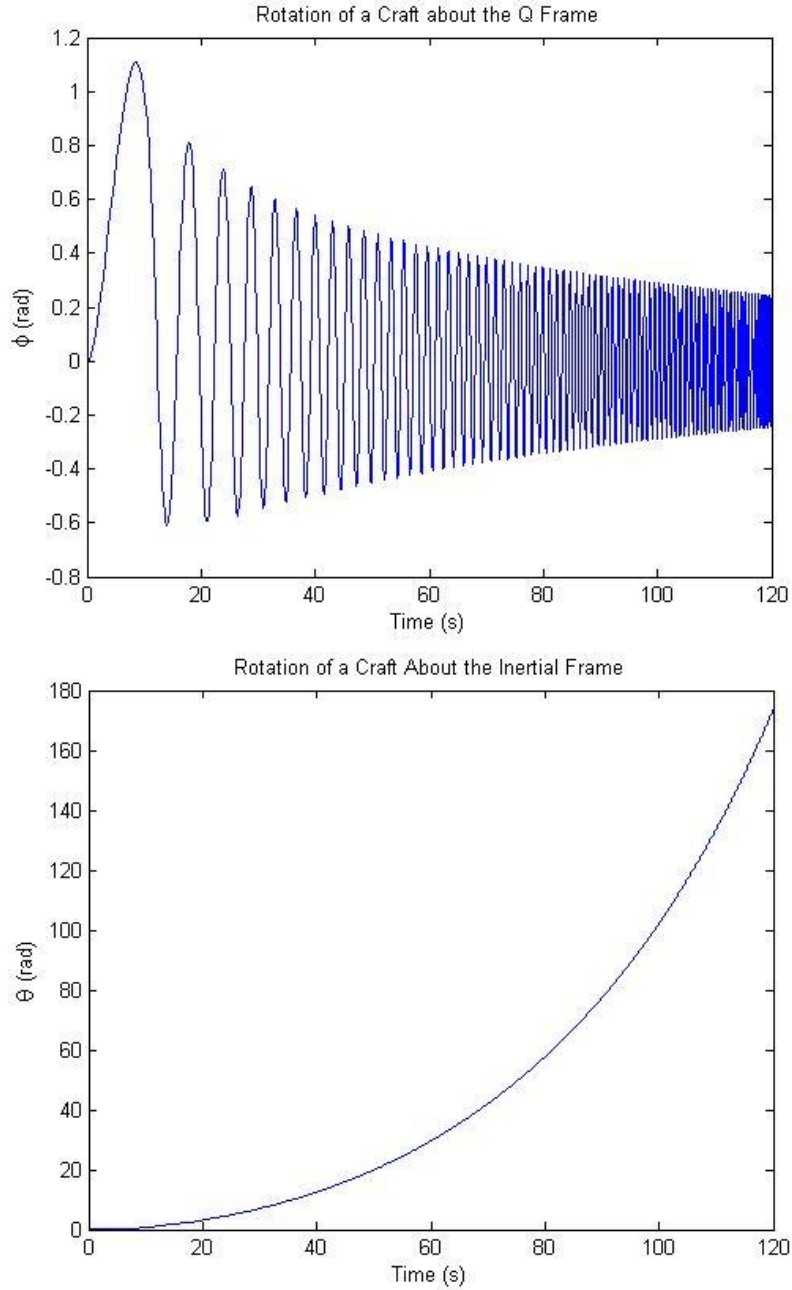 Rotation of a Craft about the Q Frame
1.2
1
0.8
0.6
0.4
0.2
0
-0.2
-0.4
-0.6
-0.8
ϕ (rad)
0 20 40 60 80 100 120
Time (s)
Rotation of a Craft About the Inertial Frame
180
160
140
120
100
80
60
40
20
0
θ (rad)
0 20 40 60 80 100 120
Time (s)